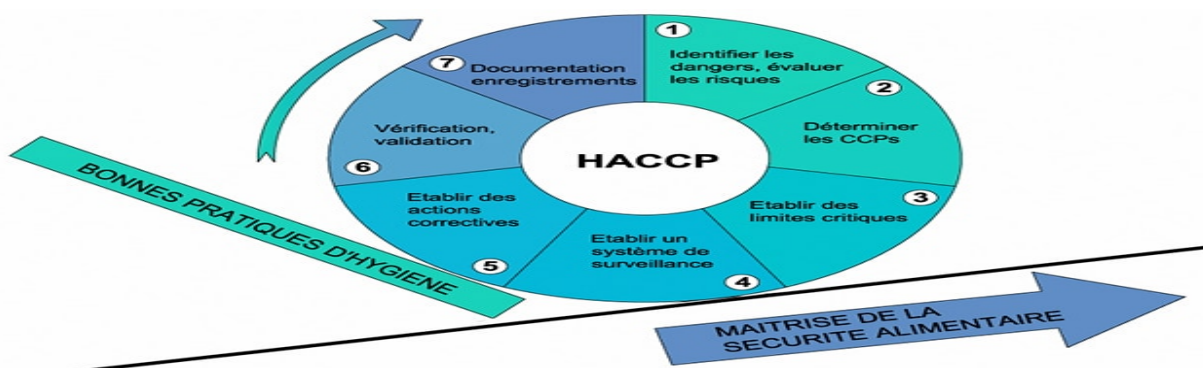 1
Identifier les
dangers, évaluer
les risques
2
Déterminer
les CCPs
3
Etablir des
limites critiques
4
Etablir un
système de
surveillance
5
Etablir des
actions
correctives
6
Vérification,
validation
7
Documentation
enregistrements
HACCP
BONNES PRATIQUES D'HYGIENE
MAITRISE DE LA
SECURITE ALIMENTAIRE